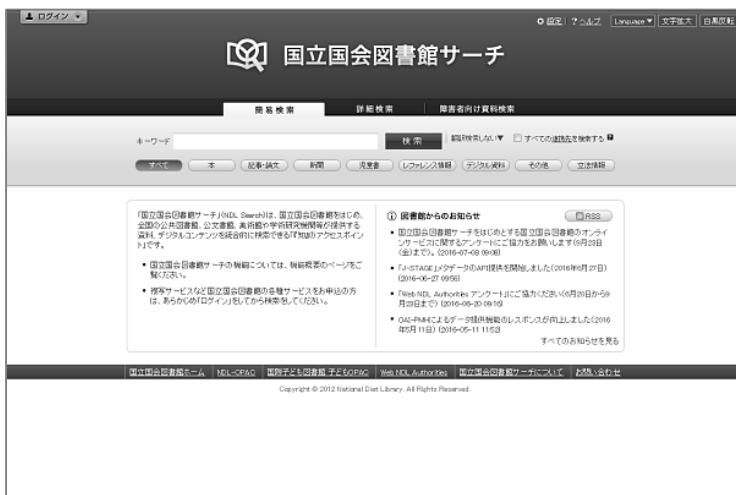 ログイン ▼
設定 | ? ヘルプ Language▼ 文字拡大 白黒反転
国立国会図書館サーチ
簡易検索 詳細検索 障害者向け資料検索
キーワード 検索 翻訳検索しない▼ すべての連携先を検索する
すべて 本 記事・論文 新聞 児童書 レファレンス情報 デジタル資料 その他 立法情報
「国立国会図書館サーチ」(NDL Search)は、国立国会図書館をはじめ、
全国の公共図書館、公文書館、美術館や学術研究機関等が提供する
資料、デジタルコンテンツを統合的に検索できる「知」のアクセスポイン
ト」です。
• 国立国会図書館サーチの機能については、機能概要のページをご
覧ください。
• 複写サービスなど国立国会図書館の各種サービスをお申込の方
は、あらかじめ「ログイン」をしてから検索をしてください。
図書館からのお知らせ RSS
• 国立国会図書館サーチをはじめとする国立国会図書館のオンライ
ンサービスに関するアンケートにご協力をお願いします(9月23日
(金)まで)。(2016-07-08 09:08)
• 「J-STAGE」メタデータのAPI提供を開始しました(2016年6月27日)
(2016-06-27 09:56)
• 「Web NDL Authorities アンケート」にご協力ください(6月20日から9
月23日まで) (2016-06-20 09:16)
• OAI-PMHによるデータ提供機能のレスポンスが向上しました(2016
年5月11日) (2016-05-11 11:52)
すべてのお知らせを見る
国立国会図書館ホーム | NDL-OPAC | 国際子ども図書館 子どもOPAC | Web NDL Authorities | 国立国会図書館サーチについて | お問い合わせ
Copyright © 2012 National Diet Library. All Rights Reserved.